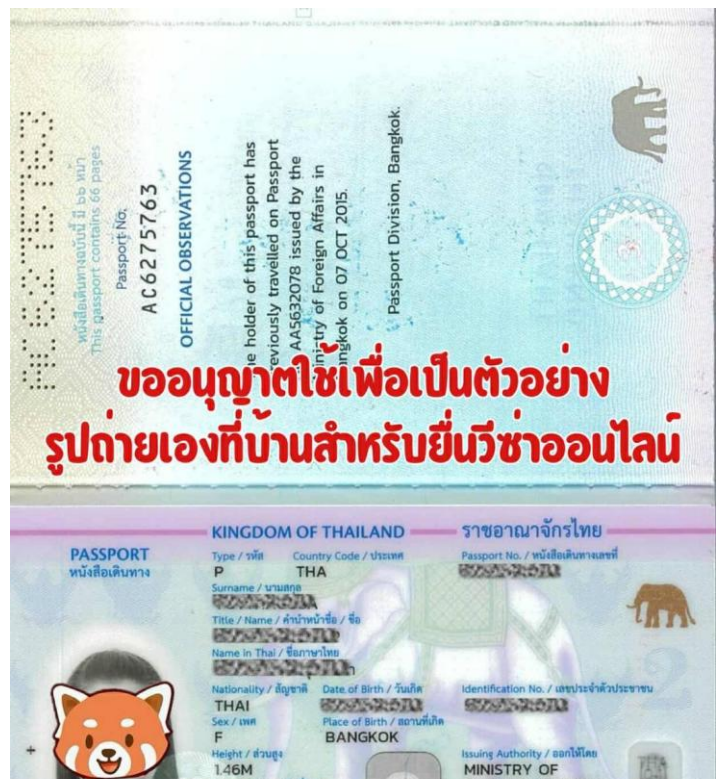 หนังสือเดินทางฉบับนี้ มี ๖๖ หน้า
This passport contains 66 pages
Passport No.
AC6275763
OFFICIAL OBSERVATIONS
e holder of this passport has
eviously travelled on Passport
AA5632078 issued by the
inistry of Foreign Affairs in
ngkok on 07 OCT 2015.
Passport Division, Bangkok.
ขออนุญาตใช้เพื่อเป็นตัวอย่าง
รูปถ่ายเองที่บ้านสำหรับยื่นวีซ่าออนไลน์
KINGDOM OF THAILAND ราชอาณาจักรไทย
PASSPORT
หนังสือเดินทาง
Type / รหัส Country Code / ประเทศ Passport No. / หนังสือเดินทางเลขที่
P THA
Surname / นามสกุล
Title / Name / คำนำหน้าชื่อ / ชื่อ
Name in Thai / ชื่อภาษาไทย
Nationality / สัญชาติ Date of Birth / วันเกิด Identification No. / เลขประจำตัวประชาชน
THAI
Sex / เพศ Place of Birth / สถานที่เกิด
F BANGKOK
Height / ส่วนสูง Issuing Authority / ออกให้โดย
1.46M MINISTRY OF